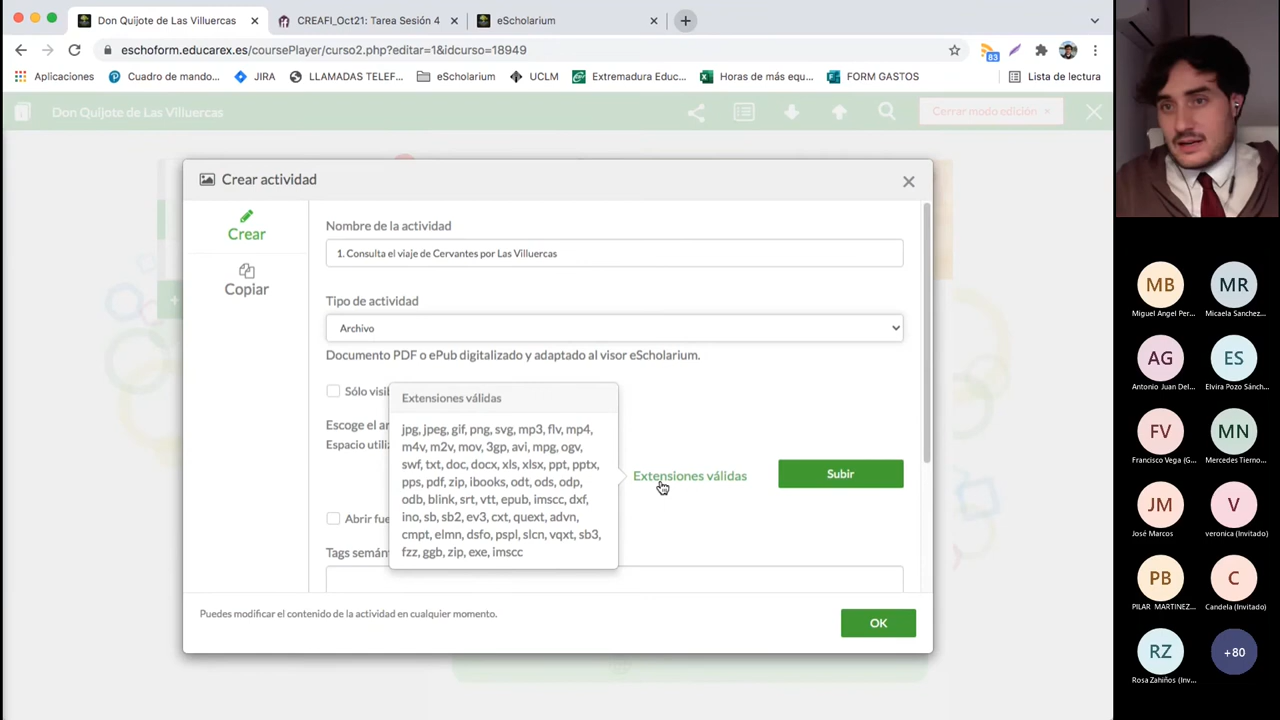 Don Quijote de Las Villuercas
CREAFI_Oct21: Tarea Sesión 4
eScholarium
eschoform.educarex.es/coursePlayer/curso2.php?editar=1&idcurso=18949
83
Aplicaciones
Cuadro de mando...
JIRA
LLAMADAS TELEF...
eScholarium
UCLM
Extremadura Educ...
Horas de más equ...
FORM GASTOS
Lista de lectura
Don Quijote de Las Villuercas
Cerrar modo edición ×
Crear actividad
Crear
Copiar
Nombre de la actividad
1. Consulta el viaje de Cervantes por Las Villuercas
Tipo de actividad
Archivo
Documento PDF o ePub digitalizado y adaptado al visor eScholarium.
Sólo visib
Escoge el ar
Espacio utiliz
Extensiones válidas
jpg, jpeg, gif, png, svg, mp3, flv, mp4,
m4v, m2v, mov, 3gp, avi, mpg, ogv,
swf, txt, doc, docx, xls, xlsx, ppt, pptx,
pps, pdf, zip, ibooks, odt, ods, odp,
odb, blink, srt, vtt, epub, imscc, dxf,
ino, sb, sb2, ev3, cxt, quext, advn,
cmpt, elmn, dsfo, pspl, slcn, vqxt, sb3,
fzz, ggb, zip, exe, imscc
Extensiones válidas
Subir
Abrir fue
Tags semánt
Puedes modificar el contenido de la actividad en cualquier momento.
OK
MB
Miguel Angel Per...
MR
Micaela Sanchez...
AG
Antonio Juan Del...
ES
Elvira Pozo Sánch...
FV
Francisco Vega (G...
MN
Mercedes Tierno...
JM
José Marcos
V
veronica (Invitado)
PB
PILAR MARTINEZ...
C
Candela (Invitado)
RZ
Rosa Zahiños (Inv...
+80